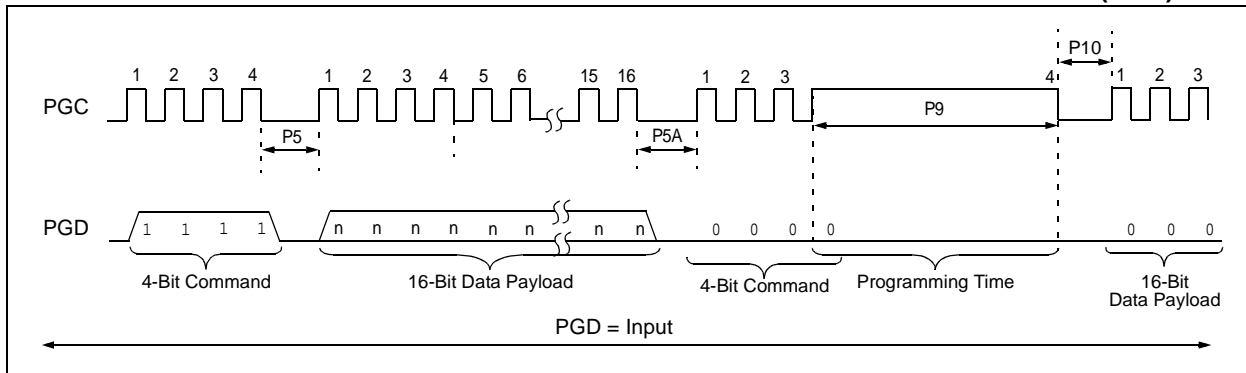 P10
1 2 3 4 1 2 3 4 5 6 15 16 1 2 3 4 1 2 3
PGC
P9
P5
P5A
PGD
1 1 1 1 n n n n n n n n 0 0 0 0 0 0 0
4-Bit Command 16-Bit Data Payload 4-Bit Command Programming Time 16-Bit
Data Payload
PGD = Input